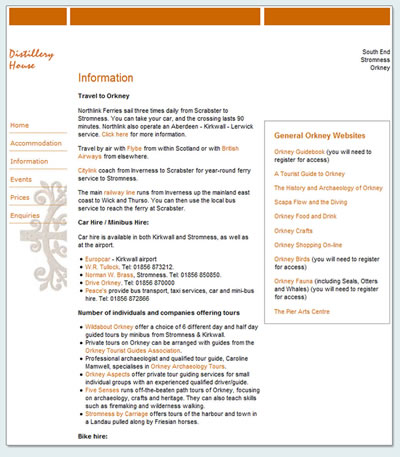 Distillery
House
South End
Stromness
Orkney
Home
Accommodation
Information
Events
Prices
Enquiries
Information
Travel to Orkney
Northlink Ferries sail three times daily from Scrabster to
Stromness. You can take your car, and the crossing lasts 90
minutes. Northlink also operate an Aberdeen - Kirkwall - Lerwick
service. Click here for more information.
Travel by air with Flybe from within Scotland or with British
Airways from elsewhere.
Citylink coach from Inverness to Scrabster for year-round ferry
service to Stromness.
The main railway line runs from Inverness up the mainland east
coast to Wick and Thurso. You can then use the local bus
service to reach the ferry at Scrabster.
Car Hire / Minibus Hire:
Car hire is available in both Kirkwall and Stromness, as well as
at the airport.
Europcar - Kirkwall airport
W.R. Tullock. Tel: 01856 873212.
Norman W. Brass, Stromness. Tel: 01856 850850.
Drive Orkney, Tel: 01856 870000
Peace's provide bus transport, taxi services, car and mini-bus
hire. Tel: 01856 872866
Number of individuals and companies offering tours
Wildabout Orkney offer a choice of 6 different day and half day
guided tours by minibus from Stromness & Kirkwall.
Private tours on Orkney can be arranged with guides from the
Orkney Tourist Guides Association.
Professional archaeologist and qualified tour guide, Caroline
Mamwell, specialises in Orkney Archaeology Tours.
Orkney Aspects offer private tour guiding services for small
individual groups with an experienced qualified driver/guide.
Five Senses runs off-the-beaten path tours of Orkney, focusing
on archaeology, crafts and heritage. They can also teach skills
such as firemaking and wilderness walking.
Stromness by Carriage offers tours of the harbour and town in
a Landau pulled along by Friesian horses.
Bike hire:
General Orkney Websites
Orkney Guidebook (you will need to
register for access)
A Tourist Guide to Orkney
The History and Archaeology of Orkney
Scapa Flow and the Diving
Orkney Food and Drink
Orkney Crafts
Orkney Shopping On-line
Orkney Birds (you will need to
register for access)
Orkney Fauna (including Seals, Otters
and Whales) (you will need to register
for access)
The Pier Arts Centre